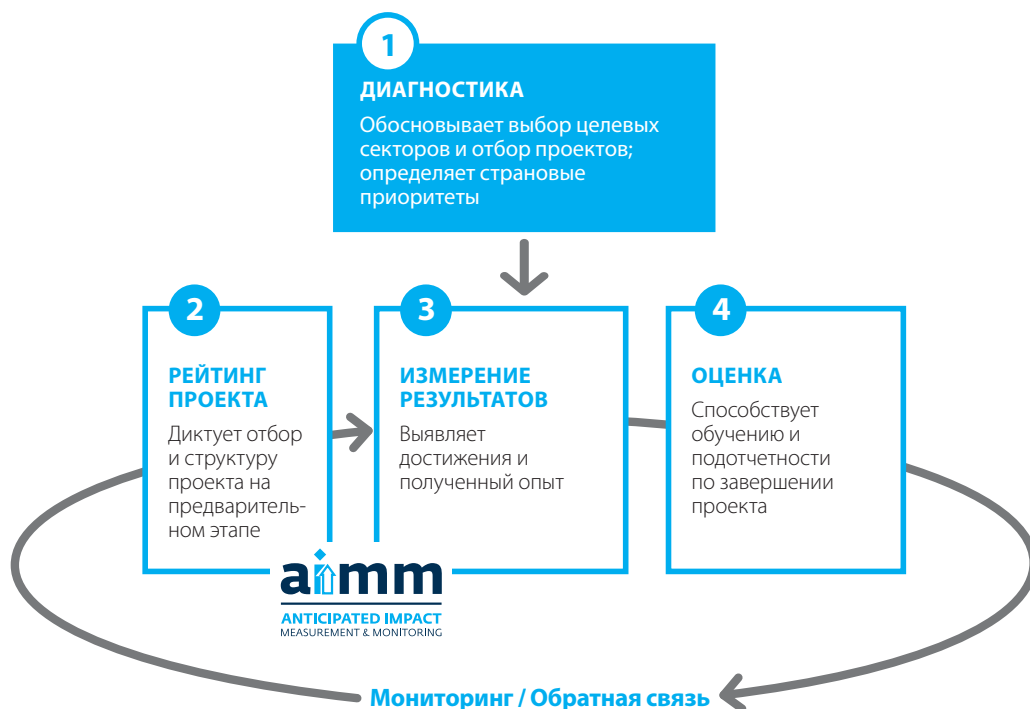 1
ДИАГНОСТИКА
Обосновывает выбор целевых
секторов и отбор проектов;
определяет страновые
приоритеты
2
РЕЙТИНГ
ПРОЕКТА
Диктует отбор
и структуру
проекта на
предваритель-
ном этапе
3
ИЗМЕРЕНИЕ
РЕЗУЛЬТАТОВ
Выявляет
достижения и
полученный опыт
4
ОЦЕНКА
Способствует
обучению и
подотчетности
по завершении
проекта
aimm
ANTICIPATED IMPACT
MEASUREMENT & MONITORING
Мониторинг / Обратная связь